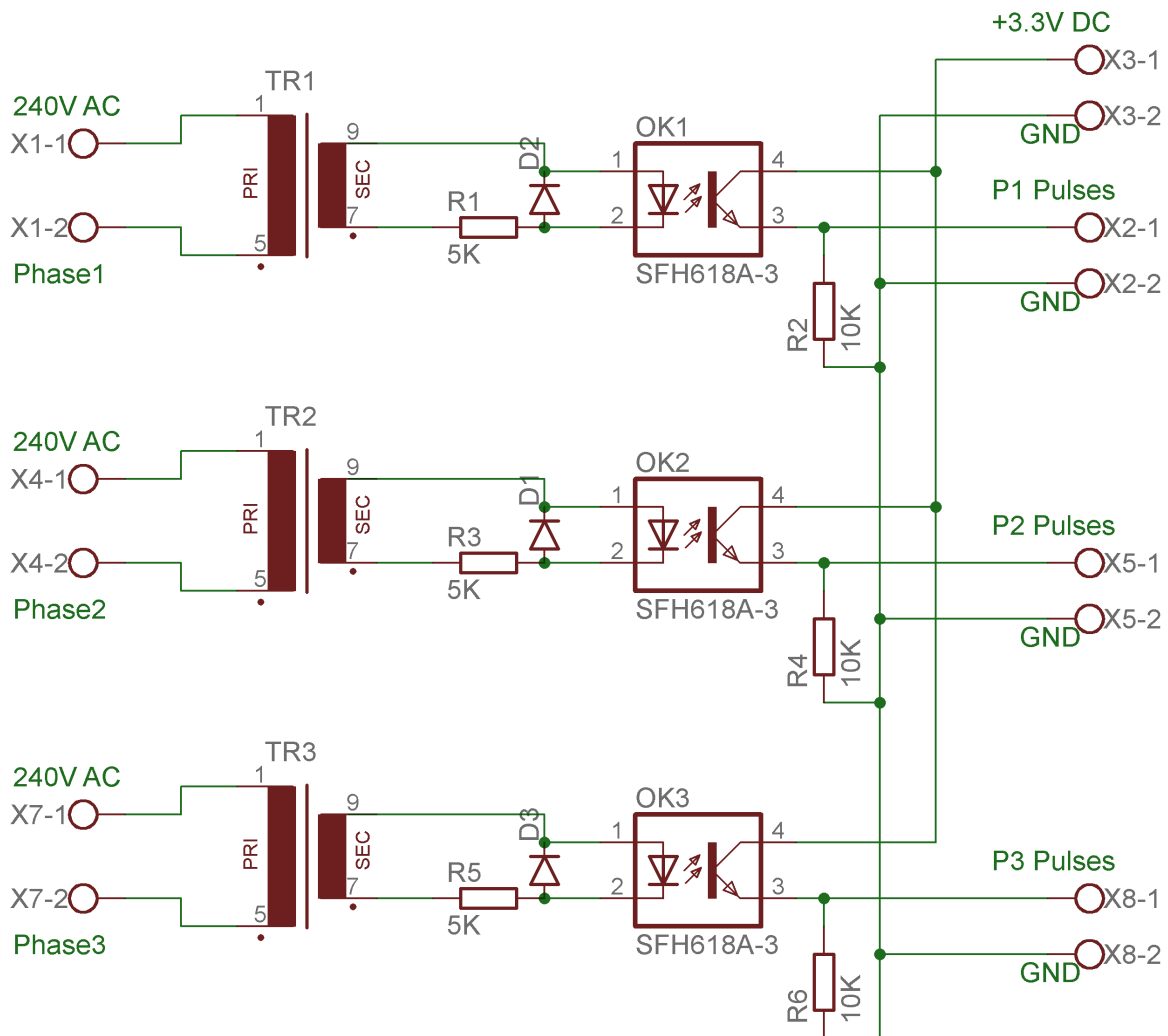 +3.3V DC
X3-1
TR1
240V AC
1
X1-1
PRI
9
SEC
D2
OK1
1
4
X3-2
GND
P1 Pulses
X1-2
5
7
R1
5K
2
3
X2-1
Phase1
SFH618A-3
X2-2
GND
R2
10K
TR2
240V AC
1
X4-1
PRI
9
SEC
D1
OK2
1
4
P2 Pulses
X4-2
5
7
R3
5K
2
3
X5-1
Phase2
SFH618A-3
X5-2
GND
R4
10K
TR3
240V AC
1
X7-1
PRI
9
SEC
D3
OK3
1
4
P3 Pulses
X7-2
5
7
R5
5K
2
3
X8-1
Phase3
SFH618A-3
X8-2
GND
R6
10K